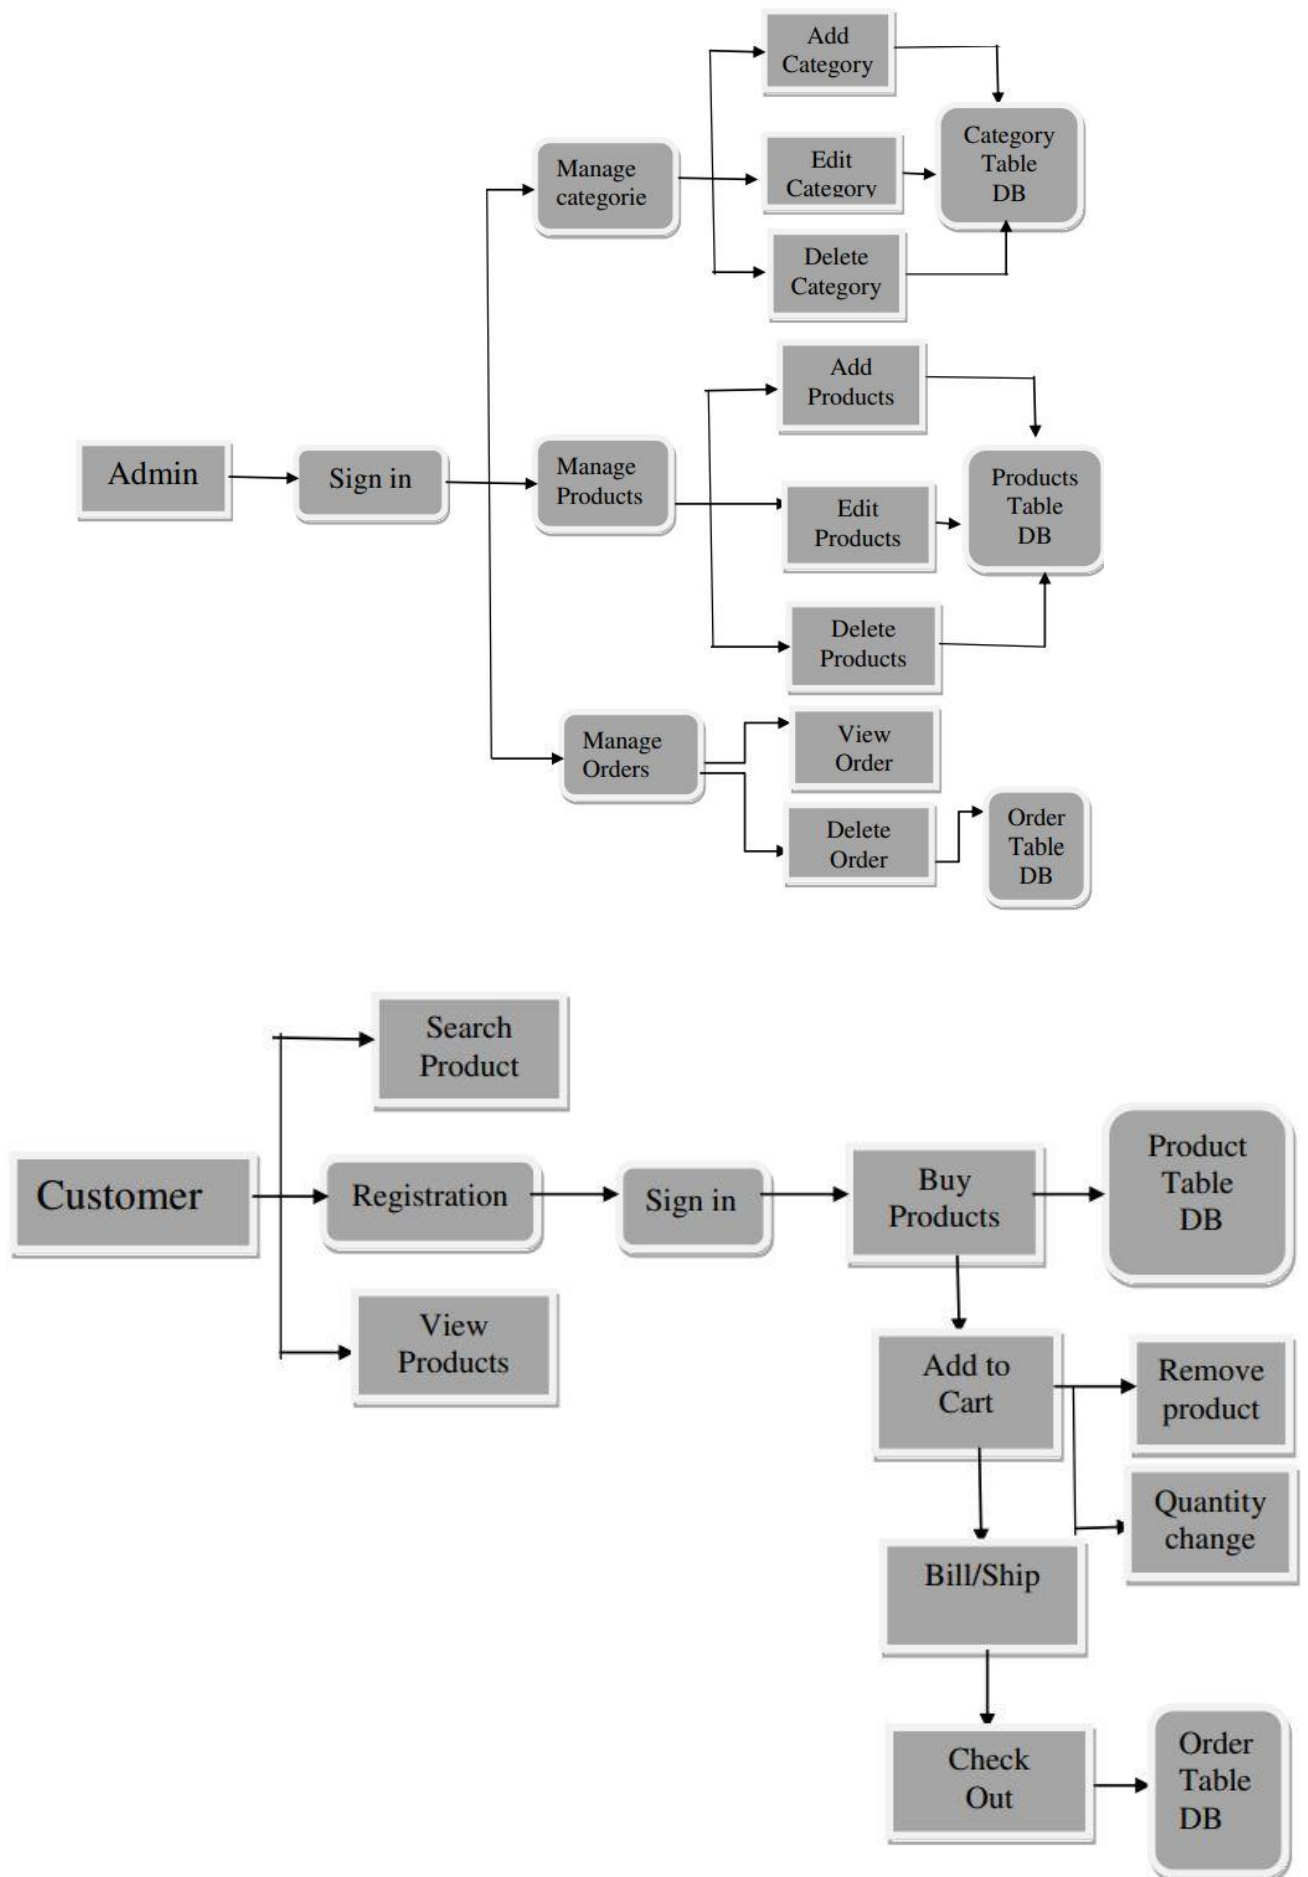 Add
Category
Category
Table
DB
Manage
categorie
Edit
Category
Delete
Category
Add
Products
Admin
Sign in
Manage
Products
Products
Table
DB
Edit
Products
Delete
Products
Manage
Orders
View
Order
Delete
Order
Order
Table
DB
Search
Product
Customer
Registration
Sign in
Buy
Products
Product
Table
DB
View
Products
Add to
Cart
Remove
product
Quantity
change
Bill/Ship
Check
Out
Order
Table
DB